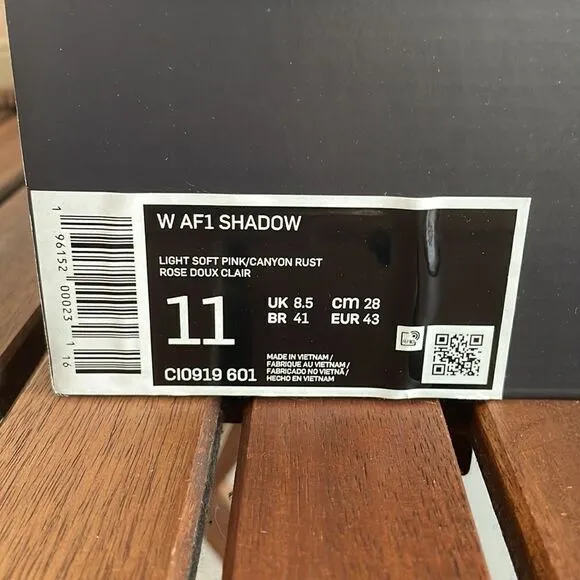 W AF1 SHADOW
LIGHT SOFT PINK/CANYON RUST
ROSE DOUX CLAIR
11
UK 8.5 cm 28
BR 41 EUR 43
CI0919 601
MADE IN VIETNAM /
FABRIQUE AU VIETNAM /
FABRICADO NO VIETNÃ /
HECHO EN VIETNAM
1 96152 00023 1 16